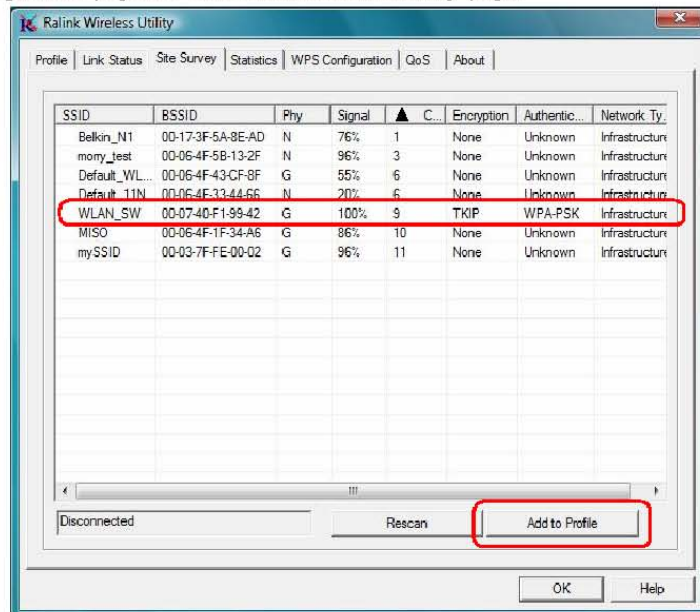 Ralink Wireless Utility
Profile Link Status Site Survey Statistics WPS Configuration QoS About
SSID BSSID Phy Signal C... Encryption Authentic... Network Ty
Belkin_N1 00-17-3F-5A-8E-AD N 76% 1 None Unknown Infrastructure
morry_test 00-06-4F-5B-13-2F N 96% 3 None Unknown Infrastructure
Default_WL... 00-06-4F-43-CF-8F G 55% 6 None Unknown Infrastructure
Default_11N 00-06-4F-33-44-66 N 20% 6 None Unknown Infrastructure
WLAN_SW 00-07-40-F1-99-42 G 100% 9 TKIP WPA-PSK Infrastructure
MISO 00-06-4F-1F-34-A6 G 86% 10 None Unknown Infrastructure
mySSID 00-03-7F-FE-00-02 G 96% 11 None Unknown Infrastructure
Disconnected Rescan Add to Profile
OK Help